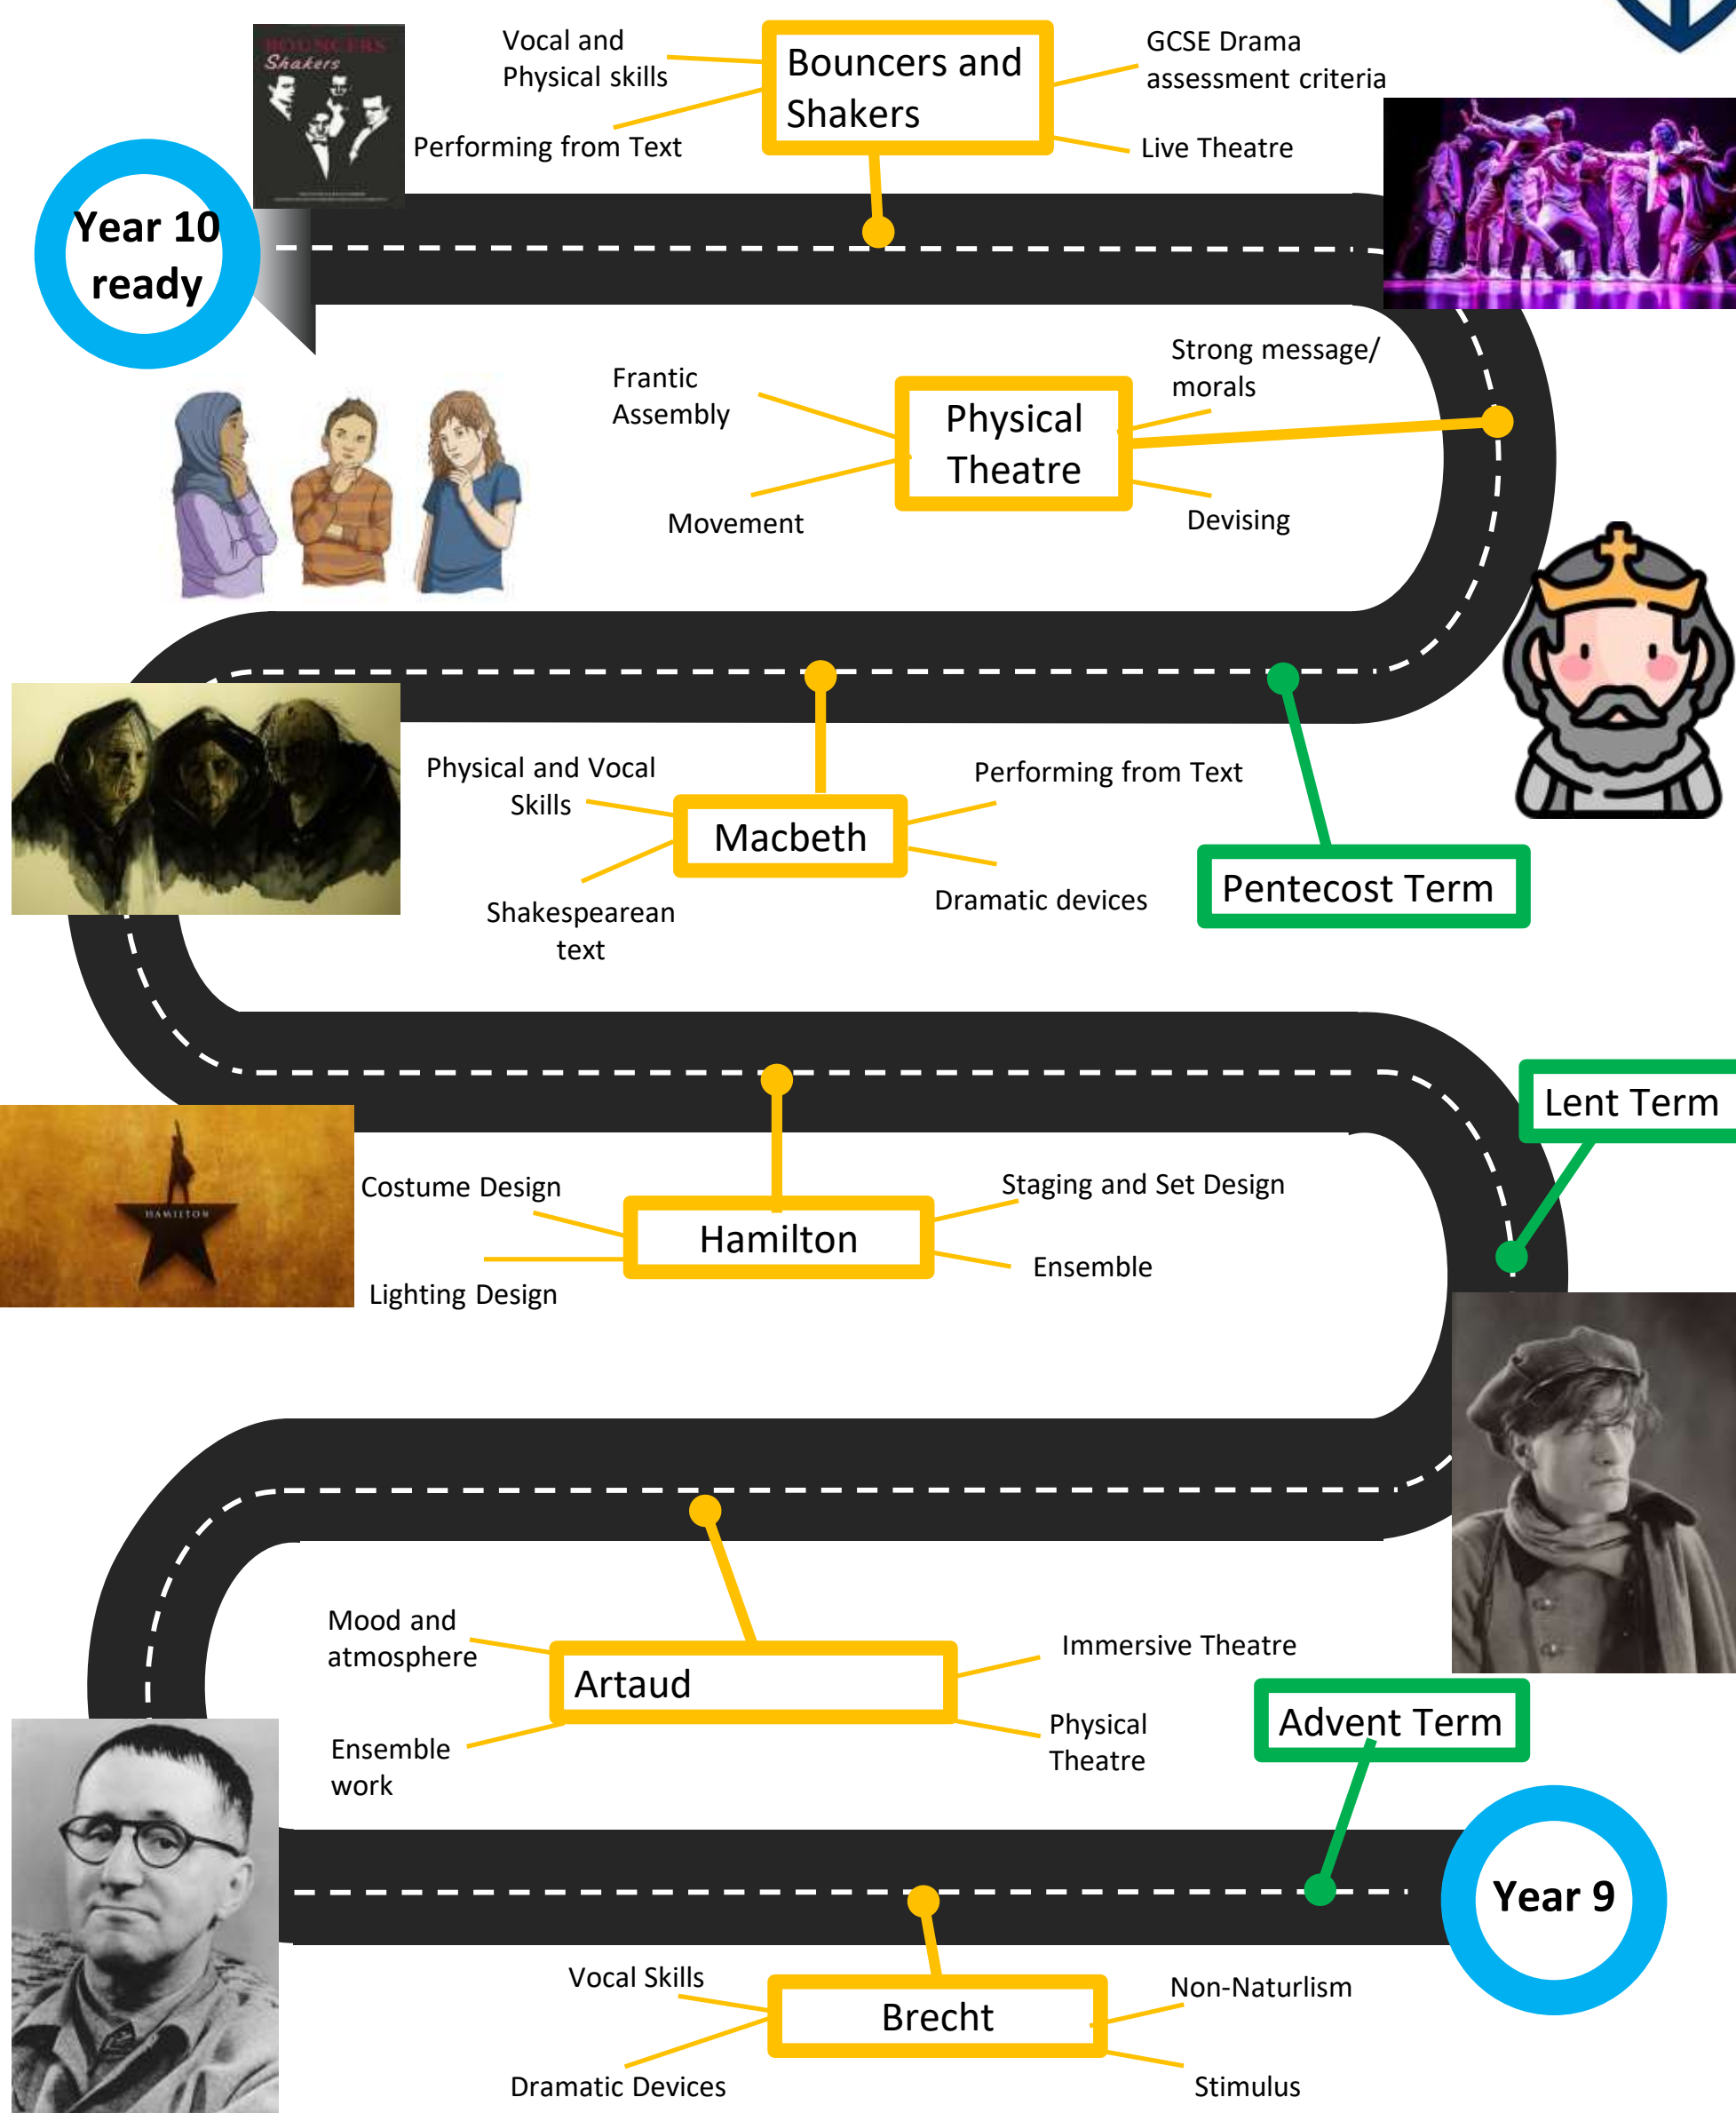 BOUNCERS
Shakers
Vocal and
Physical skills
Performing from Text
Bouncers and
Shakers
GCSE Drama
assessment criteria
Live Theatre
Year 10
ready
Frantic
Assembly
Movement
Physical
Theatre
Strong message/
morals
Devising
Physical and Vocal
Skills
Shakespearean
text
Macbeth
Performing from Text
Dramatic devices
Pentecost Term
Lent Term
HAMILTON
Costume Design
Lighting Design
Hamilton
Staging and Set Design
Ensemble
Mood and
atmosphere
Ensemble
work
Artaud
Immersive Theatre
Physical
Theatre
Advent Term
Year 9
Vocal Skills
Dramatic Devices
Brecht
Non-Naturlism
Stimulus